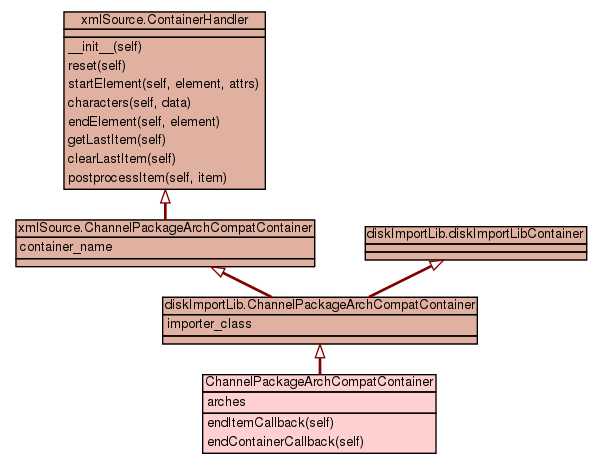 xmlSource.ContainerHandler
__init__(self)
reset(self)
startElement(self, element, attrs)
characters(self, data)
endElement(self, element)
getLastItem(self)
clearLastItem(self)
postprocessItem(self, item)
xmlSource.ChannelPackageArchCompatContainer
container_name
diskImportLib.diskImportLibContainer
diskImportLib.ChannelPackageArchCompatContainer
importer_class
ChannelPackageArchCompatContainer
arches
endItemCallback(self)
endContainerCallback(self)